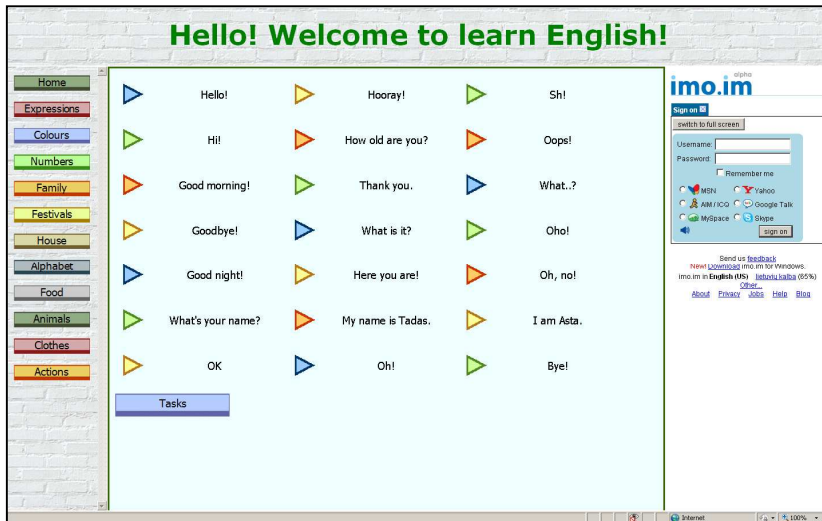 Hello! Welcome to learn English!
Home
Expressions
Colours
Numbers
Family
Festivals
House
Alphabet
Food
Animals
Clothes
Actions
Hello! Hooray! Sh!
Hi! How old are you? Oops!
Good morning! Thank you. What..?
Goodbye! What is it? Oho!
Good night! Here you are! Oh, no!
What's your name? My name is Tadas. I am Asta.
OK Oh! Bye!
Tasks
alpha
imo.im
Sign on
switch to full screen
Username:
Password:
Remember me
MSN Yahoo
AIM / ICQ Google Talk
MySpace Skype
sign on
Send us feedback
New! Download imo.im for Windows.
imo.im in English (US) lietuvių kalba (65%)
Other...
About Privacy Jobs Help Blog
Internet 100%